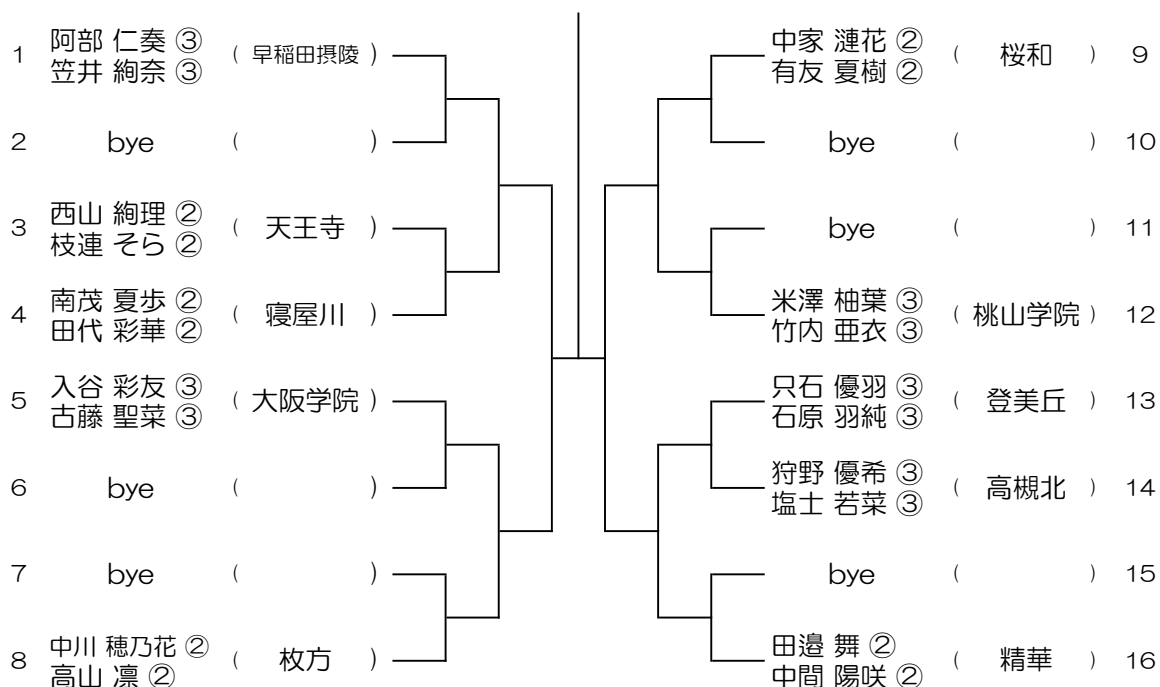 1 阿部 仁奏 ③ ( 早稲田摂陵 )
笠井 絢奈 ③
2 bye ( )
3 西山 絢理 ② ( 天王寺 )
枝連 そら ②
4 南茂 夏歩 ② ( 寝屋川 )
田代 彩華 ②
5 入谷 彩友 ③ ( 大阪学院 )
古藤 聖菜 ③
6 bye ( )
7 bye ( )
8 中川 穂乃花 ② ( 枚方 )
高山 凛 ②
中家 漣花 ② ( 桜和 ) 9
有友 夏樹 ②
bye ( ) 10
bye ( ) 11
米澤 柚葉 ③ ( 桃山学院 ) 12
竹内 亜衣 ③
只石 優羽 ③ ( 登美丘 ) 13
石原 羽純 ③
狩野 優希 ③ ( 高槻北 ) 14
塩士 若菜 ③
bye ( ) 15
田邉 舞 ② ( 精華 ) 16
中間 陽咲 ②